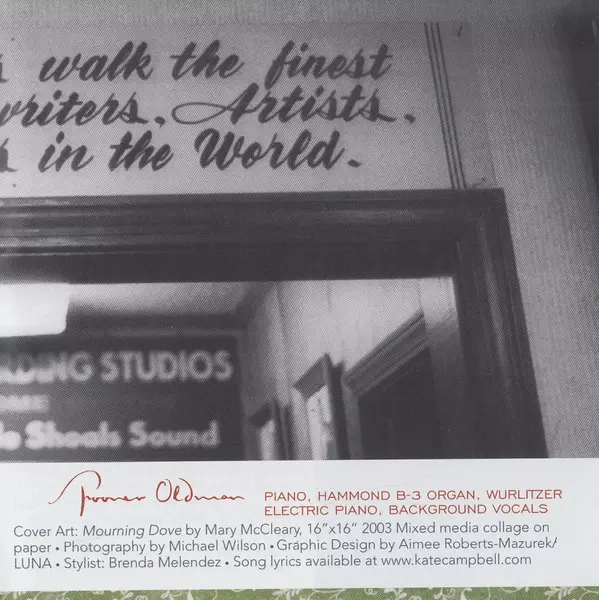 walk the finest
writers, Artists,
in the World.
STUDIOS
Shoals Sound
Spooner Oldham
PIANO, HAMMOND B-3 ORGAN, WURLITZER
ELECTRIC PIANO, BACKGROUND VOCALS
Cover Art: Mourning Dove by Mary McCleary, 16"x16" 2003 Mixed media collage on
paper • Photography by Michael Wilson • Graphic Design by Aimee Roberts-Mazurek/
LUNA • Stylist: Brenda Melendez • Song lyrics available at www.katecampbell.com